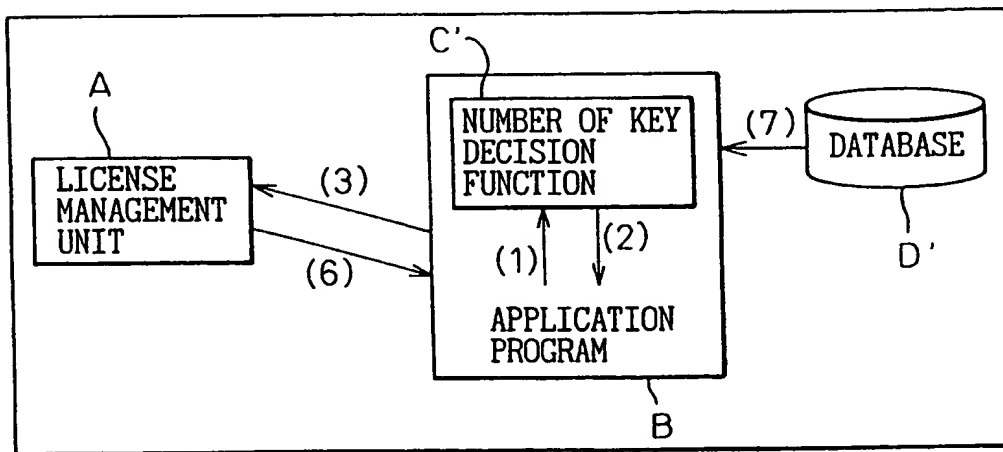 C'
A
NUMBER OF KEY
DECISION
FUNCTION
(7)
DATABASE
LICENSE
MANAGEMENT
UNIT
(3)
(6)
(1)
(2)
D'
APPLICATION
PROGRAM
B